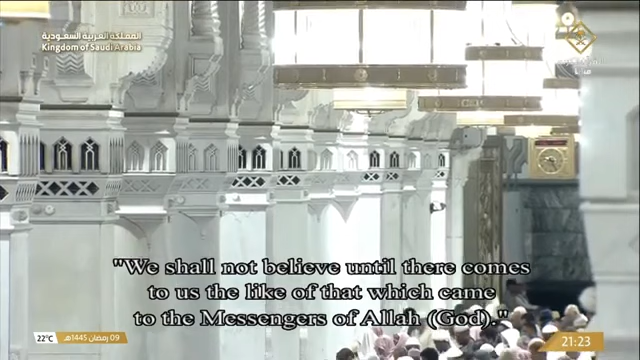 المملكة العربية السعودية
Kingdom of Saudi Arabia
"We shall not believe until there comes
to us the like of that which came
to the Messengers of Allah (God)."
22°C
09 رمضان 1445هـ
21:23